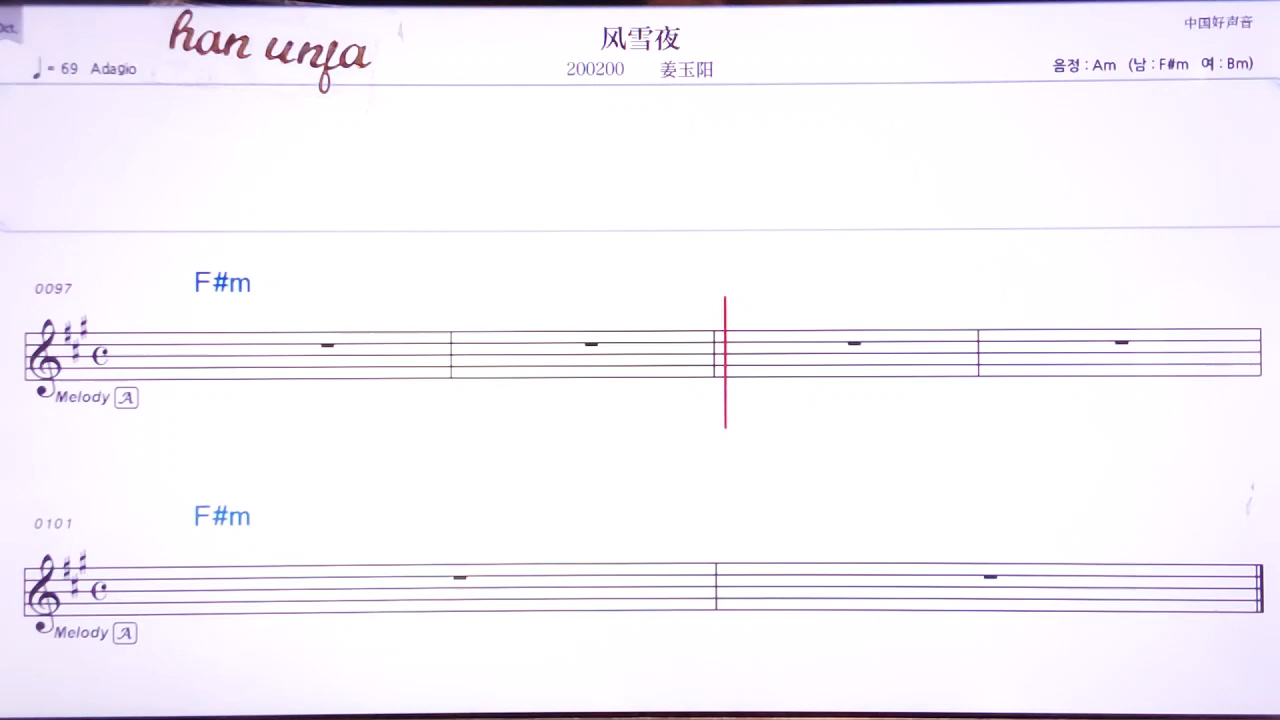 Oct.
han unfa
风雪夜
中国好声音
♩= 69 Adagio
200200 姜玉阳
음정 : Am (남 : F#m 여 : Bm)
0097
F#m
Melody A
0101
F#m
Melody A